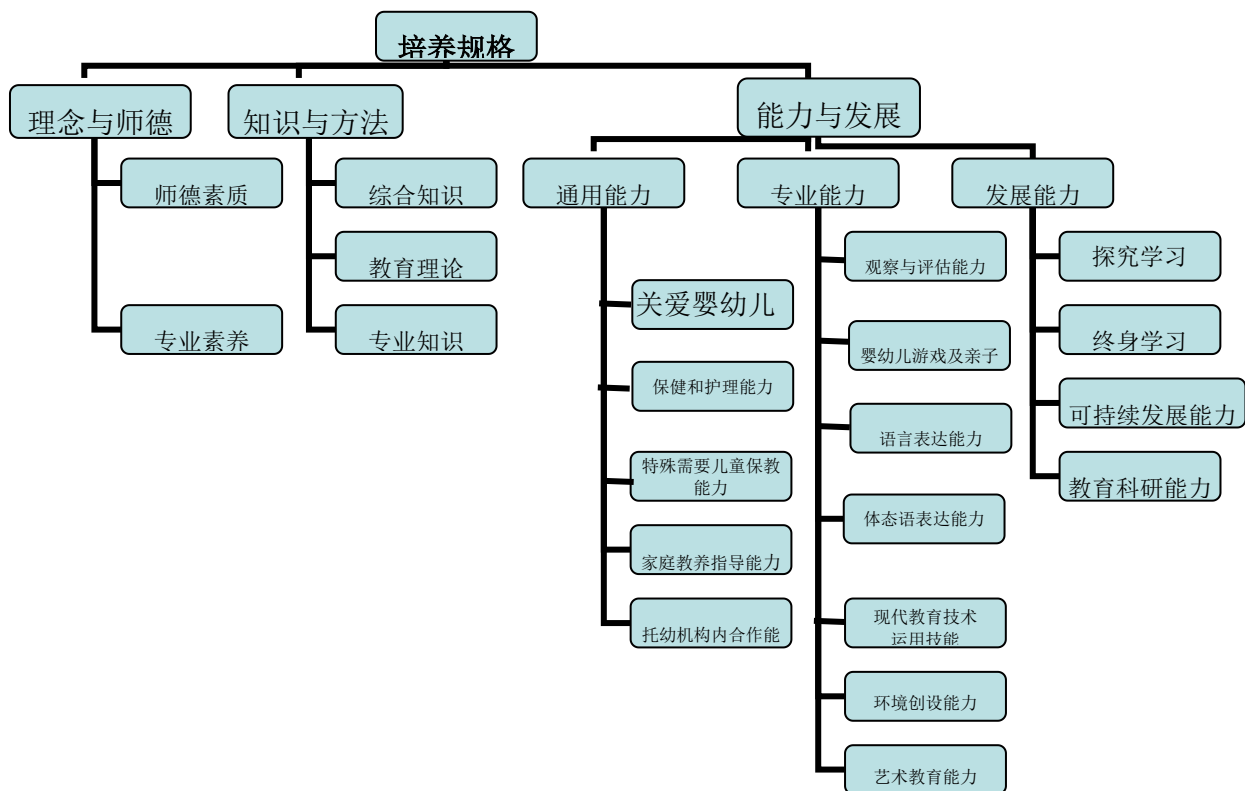 培养规格
理念与师德
知识与方法
能力与发展
师德素质
专业素养
综合知识
教育理论
专业知识
通用能力
专业能力
发展能力
关爱婴幼儿
保健和护理能力
特殊需要儿童保教
能力
家庭教养指导能力
托幼机构内合作能
观察与评估能力
婴幼儿游戏及亲子
语言表达能力
体态语表达能力
现代教育技术
运用技能
环境创设能力
艺术教育能力
探究学习
终身学习
可持续发展能力
教育科研能力